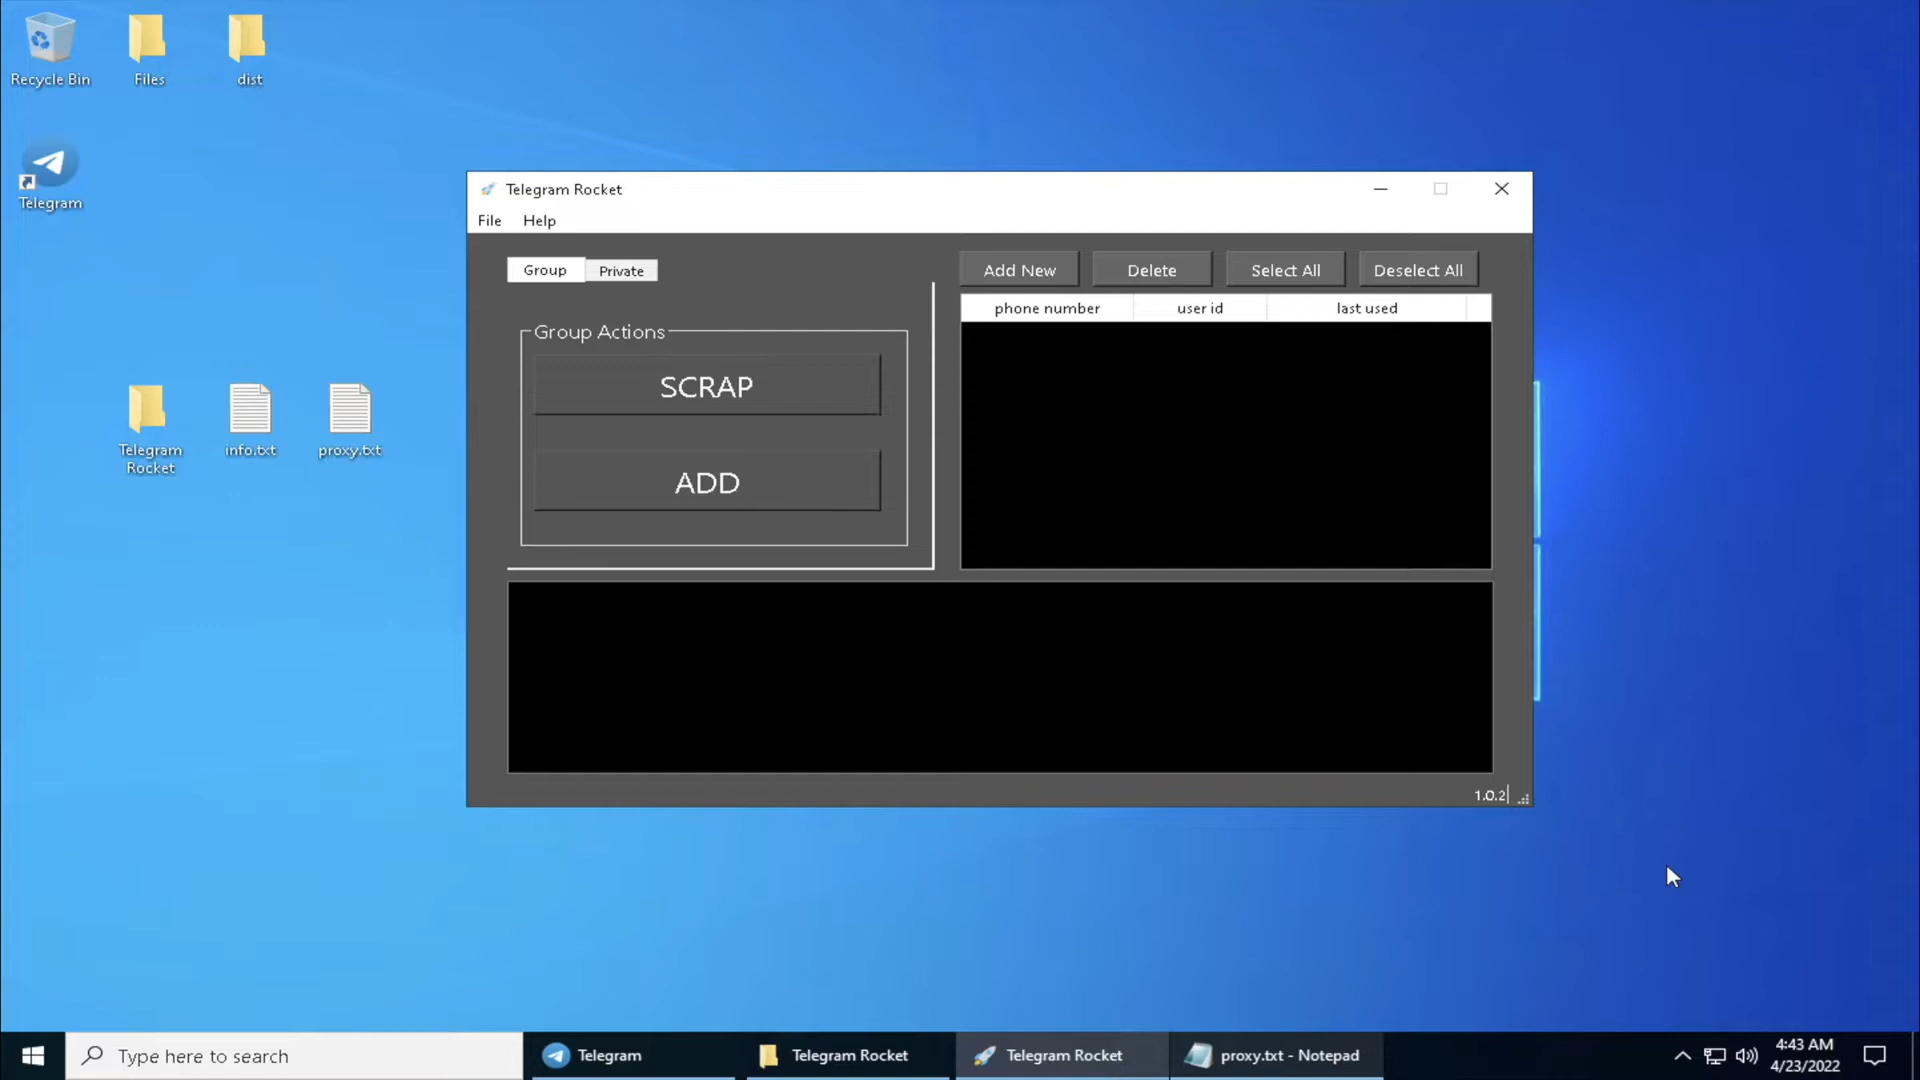 Recycle Bin
Files
dist
Telegram
Telegram Rocket
File Help
Group Private
Add New Delete Select All Deselect All
phone number user id last used
Group Actions
SCRAP
ADD
Telegram
Rocket
info.txt
proxy.txt
1.0.2
Type here to search
Telegram
Telegram Rocket
Telegram Rocket
proxy.txt - Notepad
4:43 AM
4/23/2022